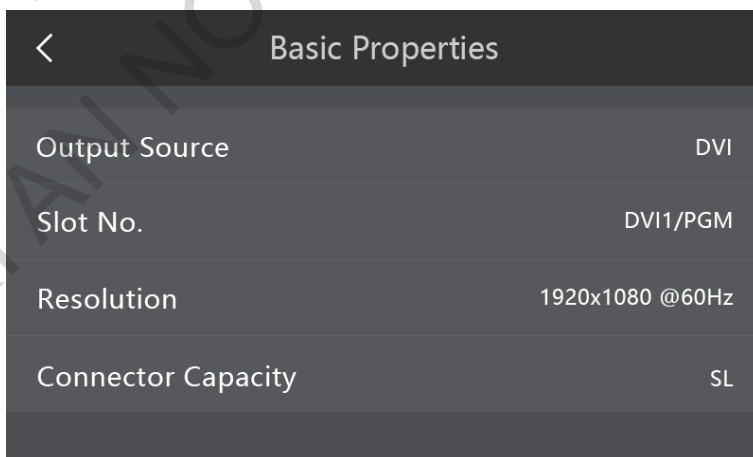 Basic Properties
Output Source DVI
Slot No. DVI1/PGM
Resolution 1920x1080 @60Hz
Connector Capacity SL